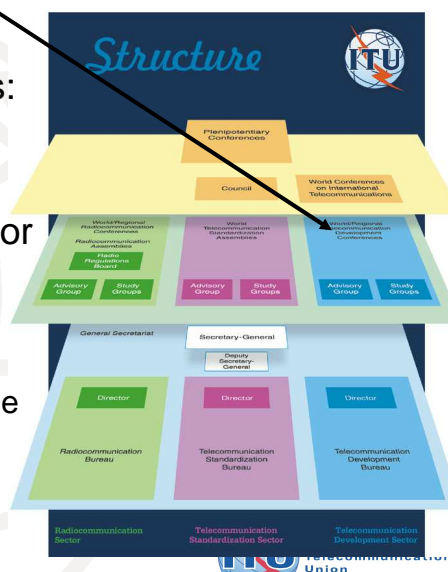 Structure
ITU
s:
Plenipotentiary
Conferences
Council
World Conferences
on International
Telecommunications
or
World/Regional
Radiocommunication
Conferences
Radiocommunication
Assemblies
Radio
Regulations
Board
Advisory
Group
Study
Groups
World
Telecommunication
Standardization
Assemblies
Advisory
Group
Study
Groups
World/Regional
Telecommunication
Development
Conferences
Advisory
Group
Study
Groups
General Secretariat
Secretary-General
Deputy
Secretary-
General
e
Director
Radiocommunication
Bureau
Director
Telecommunication
Standardization
Bureau
Director
Telecommunication
Development
Bureau
Radiocommunication
Sector
Telecommunication
Standardization Sector
Telecommunication
Development Sector
ITU
Telecommunication
Union